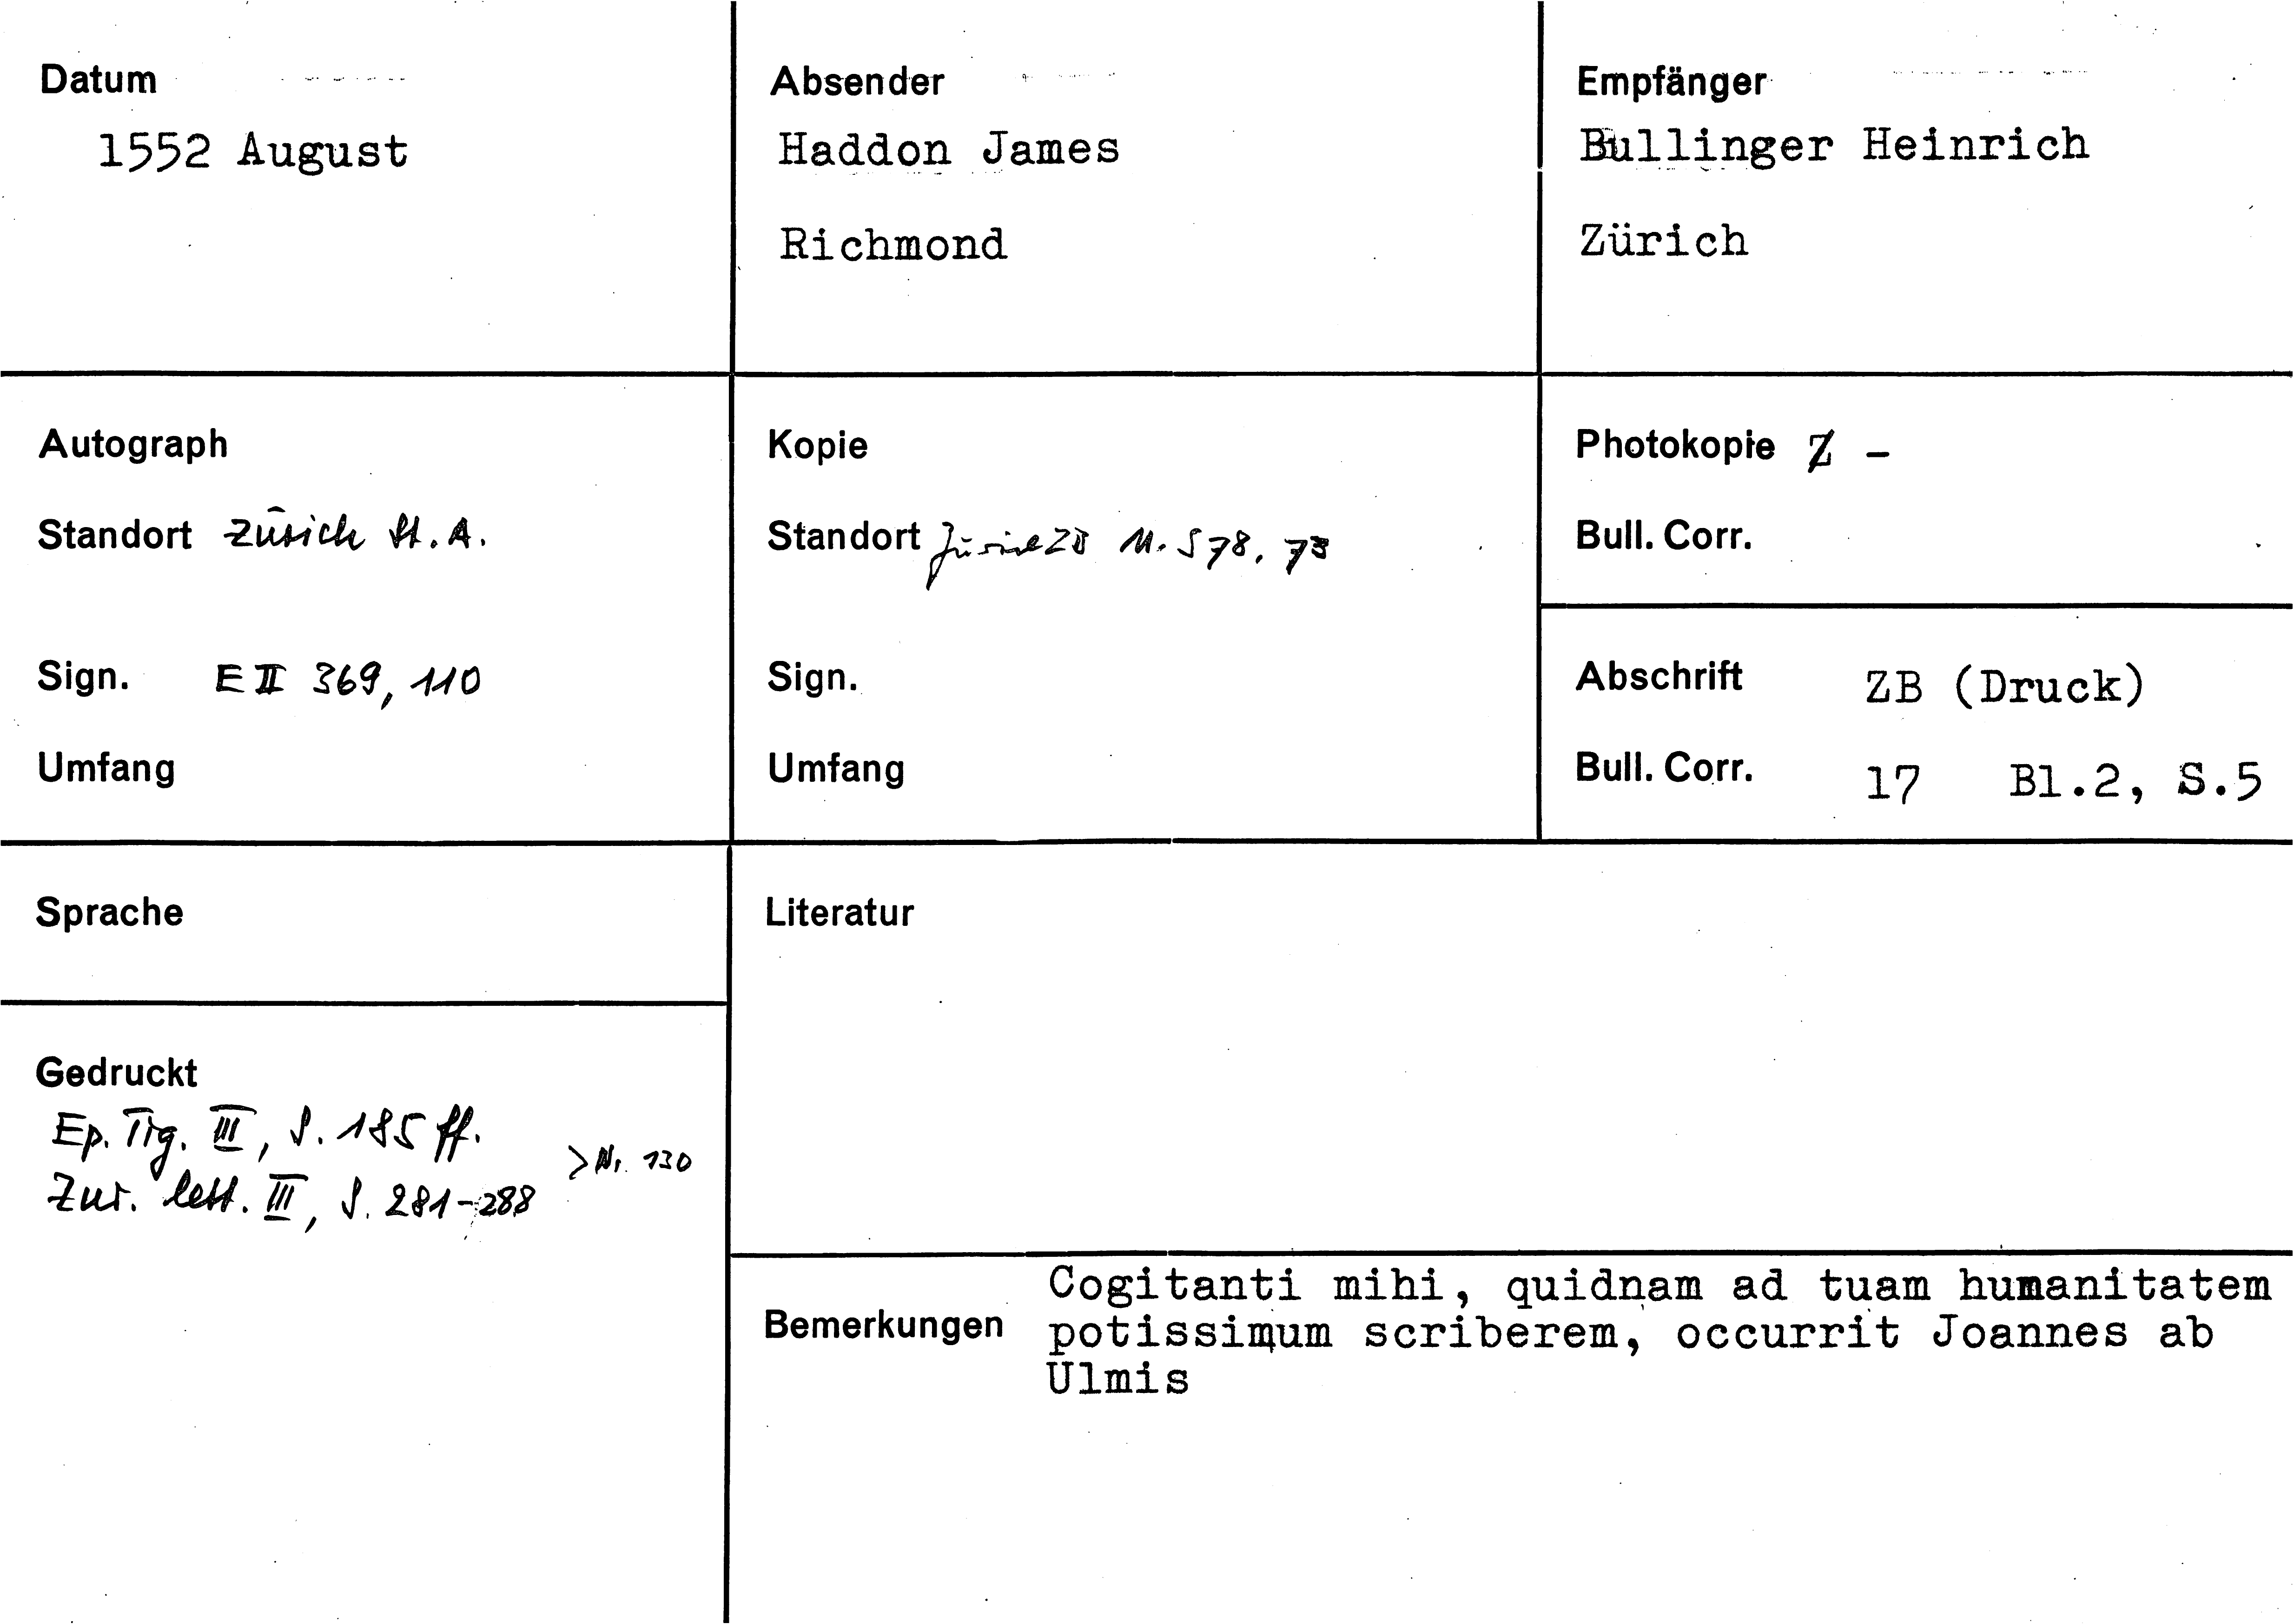 Datum
1552 August
Absender
Haddon James
Richmond
Empfänger
Bullinger Heinrich
Zürich
Autograph
Standort Zürich St. A.
Sign. E II 369, 110
Umfang
Kopie
Standort Zürich ZB M. S 78, 73
Sign.
Umfang
Photokopie Z -
Bull. Corr.
Abschrift ZB (Druck)
Bull. Corr. 17 Bl.2, S.5
Sprache
Literatur
Gedruckt
Ep. Tig. III, S. 185 ff.
> Nr. 130
Zur. lett. III, S. 281-288
Bemerkungen
Cogitanti mihi, quidnam ad tuam humanitatem
potissimum scriberem, occurrit Joannes ab
Ulmis